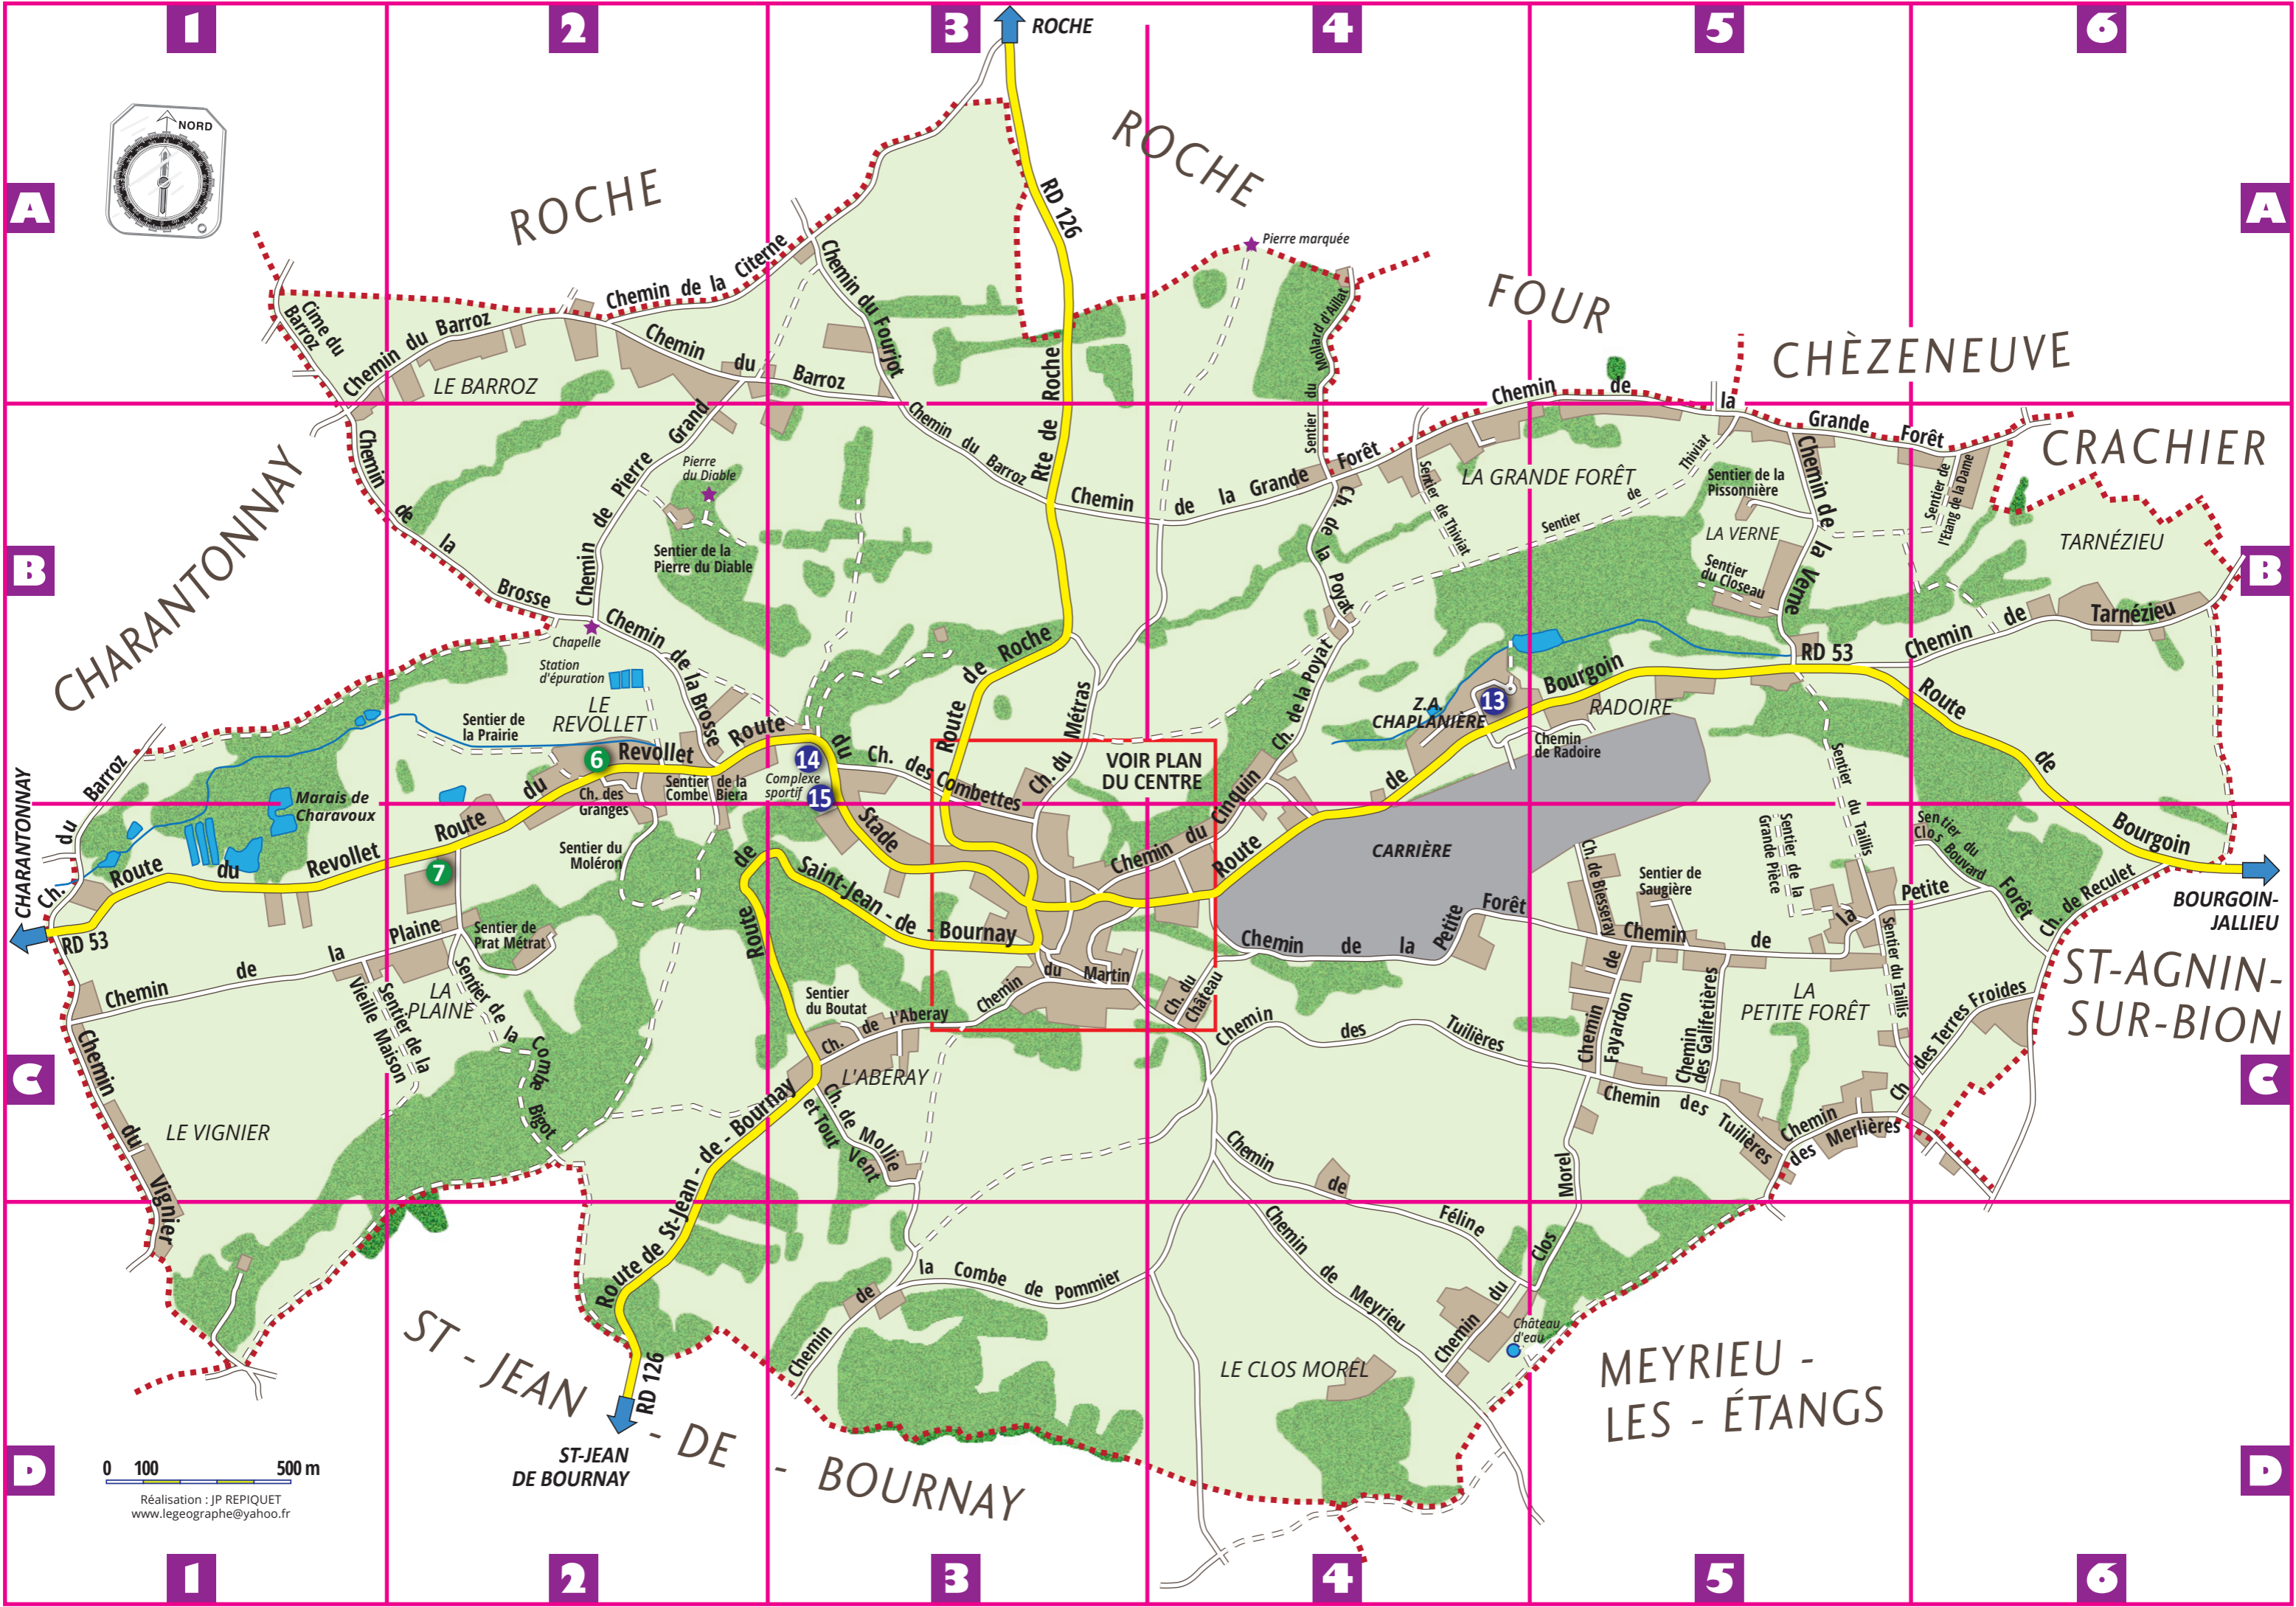 1
2
3
4
5
6
A
A
B
B
C
C
D
D
1
2
3
4
5
6
NORD
ROCHE
ROCHE
ROCHE
FOUR
CHÈZENEUVE
CRACHIER
CHARANTONNAY
ST-AGNIN-
SUR-BION
MEYRIEU -
LES - ÉTANGS
ST - JEAN - DE - BOURNAY
RD 126
Pierre marquée
Chemin de la Citerne
Cime du
Barroz
Chemin du Barroz
LE BARROZ
Chemin du Barroz
Chemin du Fourjot
Rte de Roche
Sentier du Mollard d'Aillat
Chemin de la Grande Forêt
Chemin du Barroz
Chemin de la Grande Forêt
LA GRANDE FORÊT
Sentier de Thiviat
Sentier de Thiviat
Sentier de la
Pissonnière
Chemin de la Verne
LA VERNE
Sentier
du Closeau
Sentier de
l'Etang de la Dame
TARNÉZIEU
Chemin de Tarnézieu
Chemin de la Brosse
Chemin de Pierre Grand
Pierre
du Diable
Sentier de la
Pierre du Diable
Chapelle
Chemin de la Brosse
Station
d'épuration
LE
REVOLLET
Sentier de
la Prairie
Route du Revollet
6
Ch. des
Granges
Sentier de la
Combe Biera
14
Complexe
sportif
15
Route du Stade
Ch. des Combettes
Route de Roche
Ch. du Métras
VOIR PLAN
DU CENTRE
Ch. de la Poyat
Ch. de la Poyat
Chemin du Cinquin
Z.A.
CHAPLANIÈRE
13
Route de Bourgoin
RADOIRE
Chemin
de Radoire
RD 53
Route de Bourgoin
BOURGOIN-
JALLIEU
CARRIÈRE
CHARANTONNAY
Ch. du Barroz
Marais de
Charavoux
Route du Revollet
RD 53
7
Sentier du
Moléron
Chemin de la Plaine
Sentier de
Prat Métrat
LA
PLAINE
Sentier de la
Vieille Maison
Sentier de la Combe Bigot
Chemin du Vignier
LE VIGNIER
Route de Saint-Jean - de - Bournay
Sentier
du Boutat
Ch. de l'Aberay
L'ABERAY
Chemin du Martin
Ch. du
Château
Ch. de Mollie
et Tout Vent
Route de St-Jean - de - Bournay
Chemin de la Combe de Pommier
Chemin de la Petite Forêt
Ch. de Biesseray
Sentier de
Saugière
Sentier de la
Grande Pièce
Sentier du Taillis
Sentier du
Clos Bouvard
Chemin de la Petite Forêt
Ch. de Reculet
Sentier du Taillis
LA
PETITE FORÊT
Ch des Terres Froides
Chemin de Fayardon
Chemin
des Galifetières
Chemin des Tuilières
Chemin des Tuilières
Chemin des Merlières
Chemin de Féline
Chemin de Meyrieu
Chemin du Clos Morel
LE CLOS MOREL
Château
d'eau
RD 126
ST-JEAN
DE BOURNAY
0 100 500 m
Réalisation : JP REPIQUET
www.legeographe@yahoo.fr